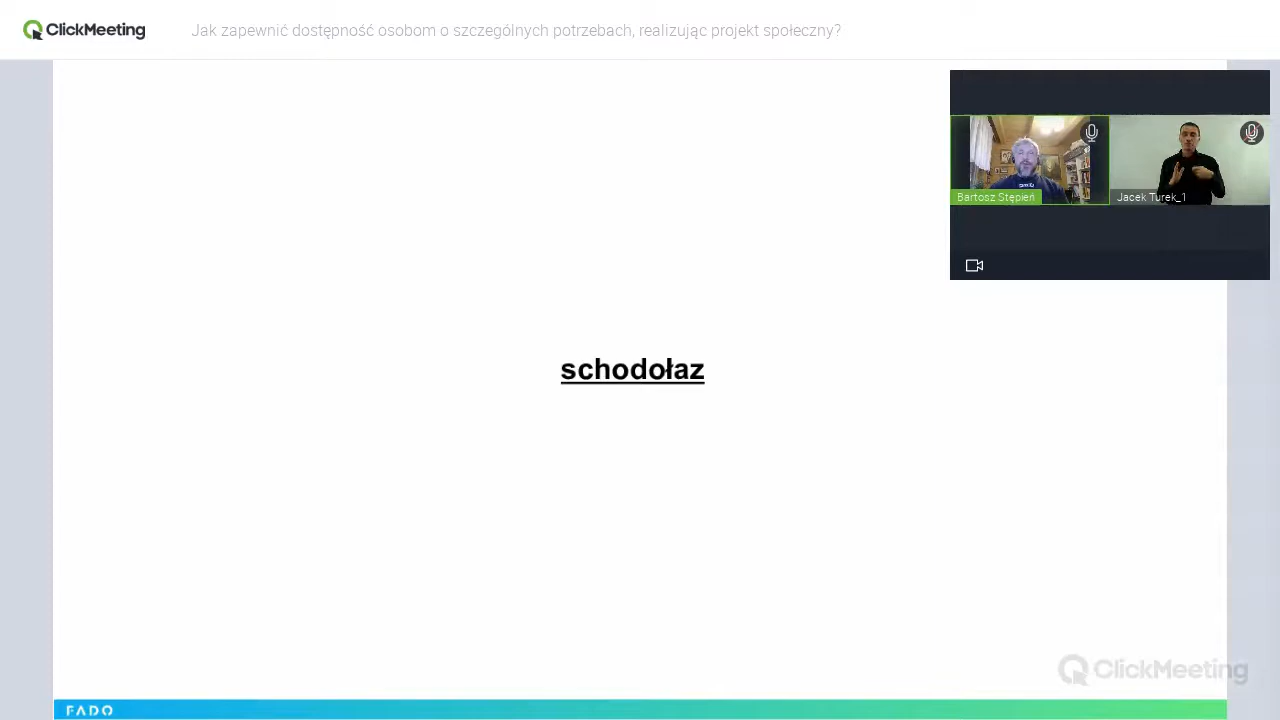 ClickMeeting
Jak zapewnić dostępność osobom o szczególnych potrzebach, realizując projekt społeczny?
Bartosz Stępień
Jacek Turek_1
schodołaz
ClickMeeting
FADO